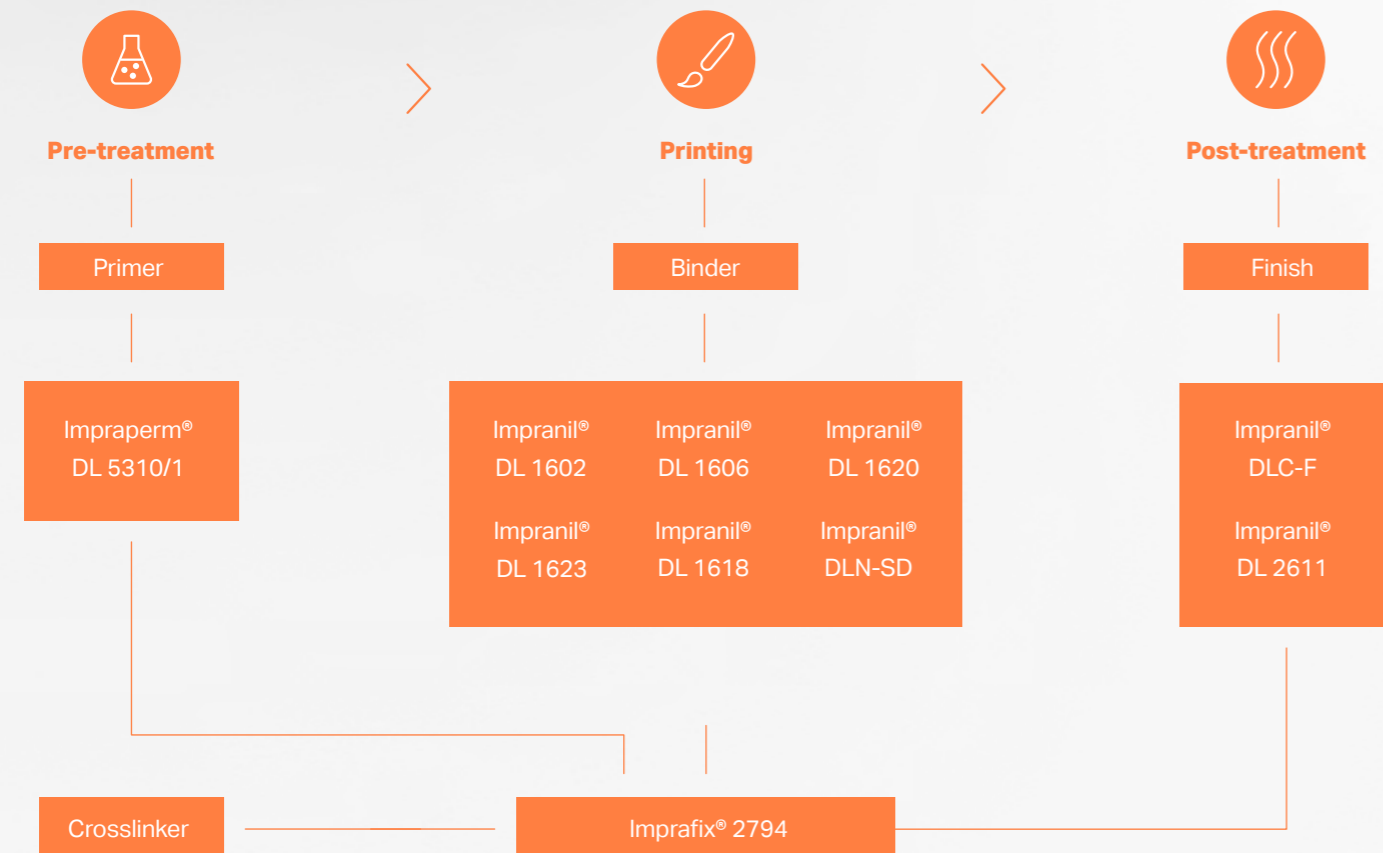 Pre-treatment
Printing
Post-treatment
Primer
Binder
Finish
Impraperm®
DL 5310/1
Impranil®
DL 1602
Impranil®
DL 1606
Impranil®
DL 1620
Impranil®
DL 1623
Impranil®
DL 1618
Impranil®
DLN-SD
Impranil®
DLC-F
Impranil®
DL 2611
Crosslinker
Imprafix® 2794